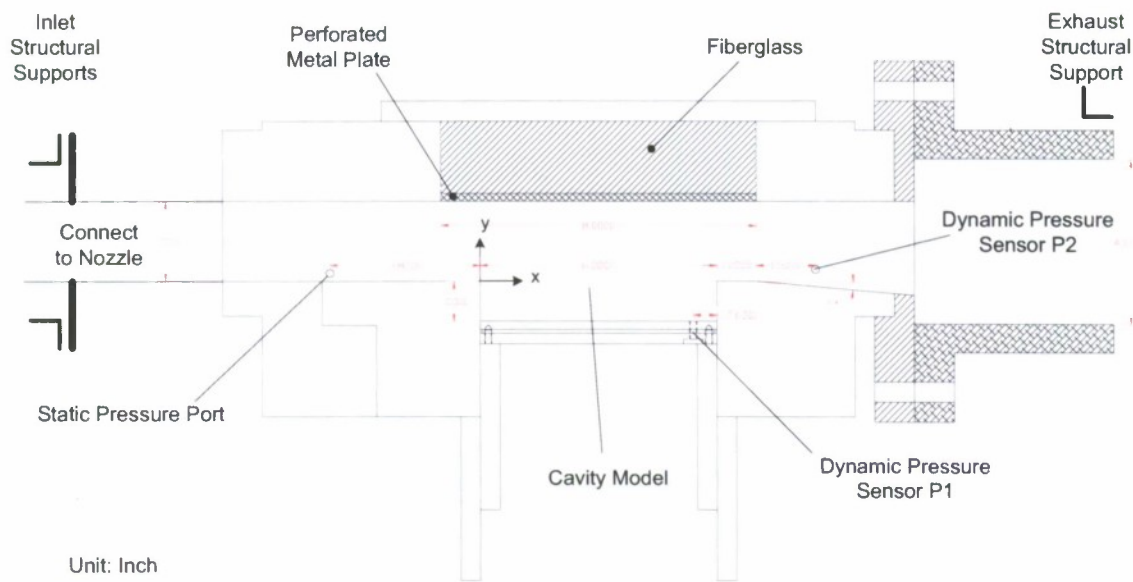 Inlet
Structural
Supports
Perforated
Metal Plate
Fiberglass
Exhaust
Structural
Support
Connect
to Nozzle
y
x
Dynamic Pressure
Sensor P2
Static Pressure Port
Cavity Model
Dynamic Pressure
Sensor P1
Unit: Inch